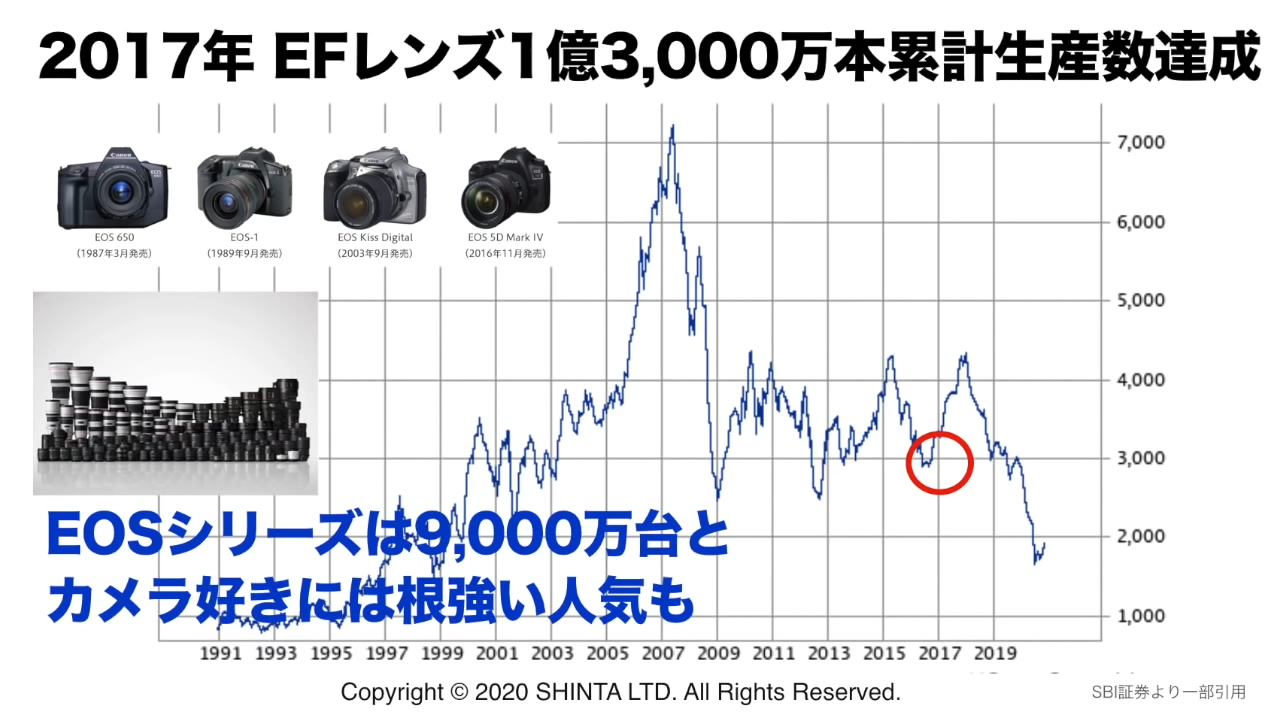 2017年 EFレンズ1億3,000万本累計生産数達成
Canon
EOS 650
(1987年3月発売)
EOS-1
(1989年9月発売)
EOS Kiss Digital
(2003年9月発売)
EOS 5D Mark IV
(2016年11月発売)
7,000
6,000
5,000
4,000
3,000
2,000
1,000
EOSシリーズは9,000万台と
カメラ好きには根強い人気も
1991 1993 1995 1997 1999 2001 2003 2005 2007 2009 2011 2013 2015 2017 2019
Copyright © 2020 SHINTA LTD. All Rights Reserved.
SBI証券より一部引用